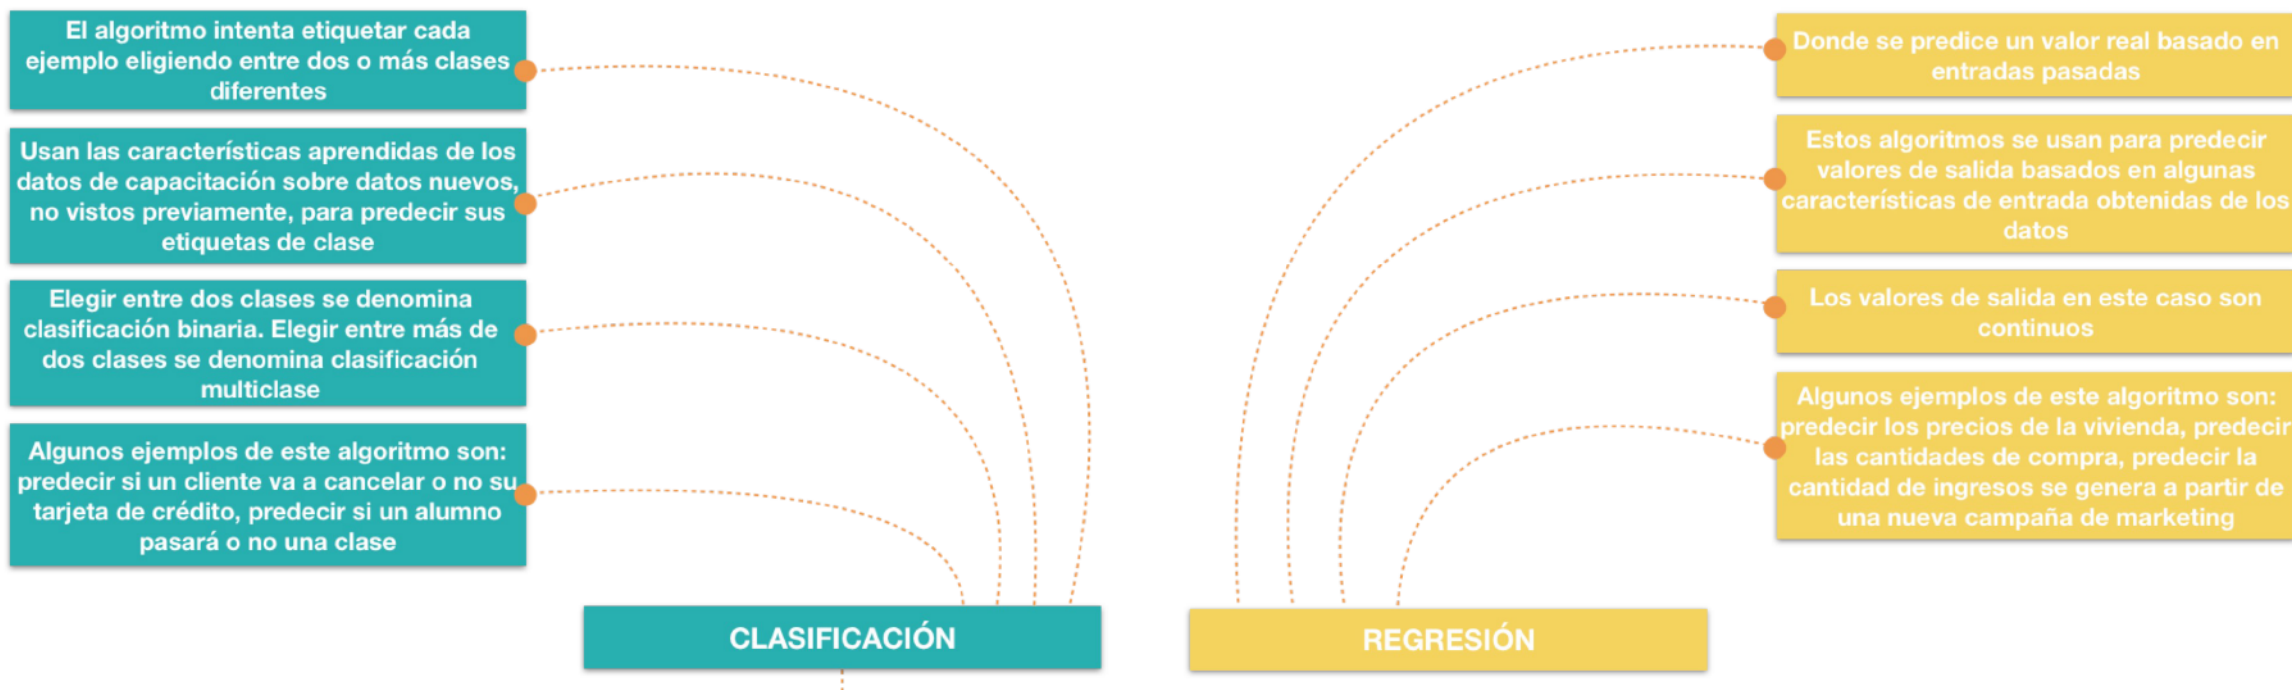 El algoritmo intenta etiquetar cada
ejemplo eligiendo entre dos o más clases
diferentes
Usan las características aprendidas de los
datos de capacitación sobre datos nuevos,
no vistos previamente, para predecir sus
etiquetas de clase
Elegir entre dos clases se denomina
clasificación binaria. Elegir entre más de
dos clases se denomina clasificación
multiclase
Algunos ejemplos de este algoritmo son:
predecir si un cliente va a cancelar o no su
tarjeta de crédito, predecir si un alumno
pasará o no una clase
CLASIFICACIÓN
Donde se predice un valor real basado en
entradas pasadas
Estos algoritmos se usan para predecir
valores de salida basados en algunas
características de entrada obtenidas de los
datos
Los valores de salida en este caso son
continuos
Algunos ejemplos de este algoritmo son:
predecir los precios de la vivienda, predecir
las cantidades de compra, predecir la
cantidad de ingresos se genera a partir de
una nueva campaña de marketing
REGRESIÓN